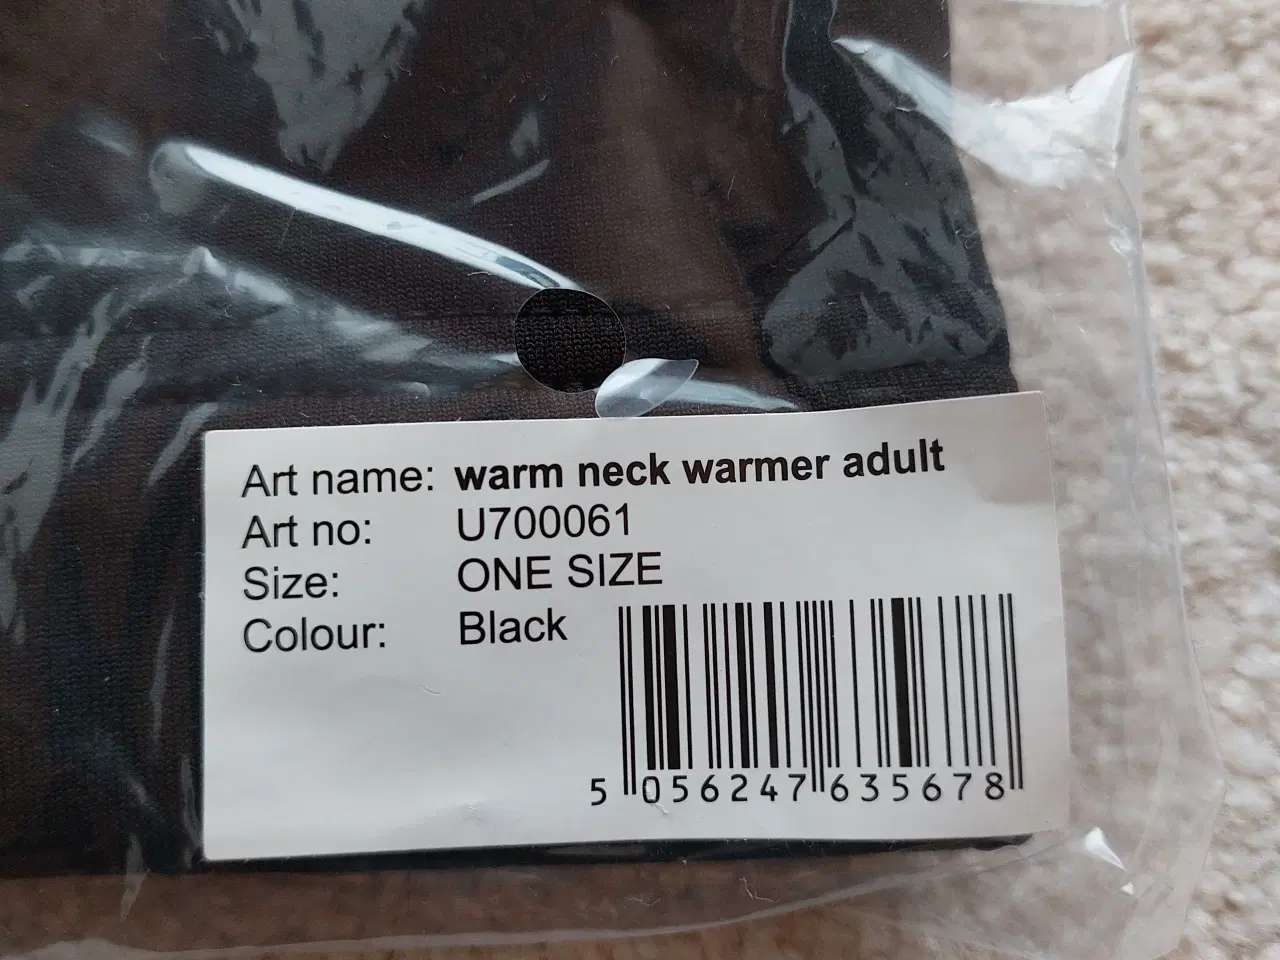 Art name: warm neck warmer adult
Art no: U700061
Size: ONE SIZE
Colour: Black
5 056247 635678